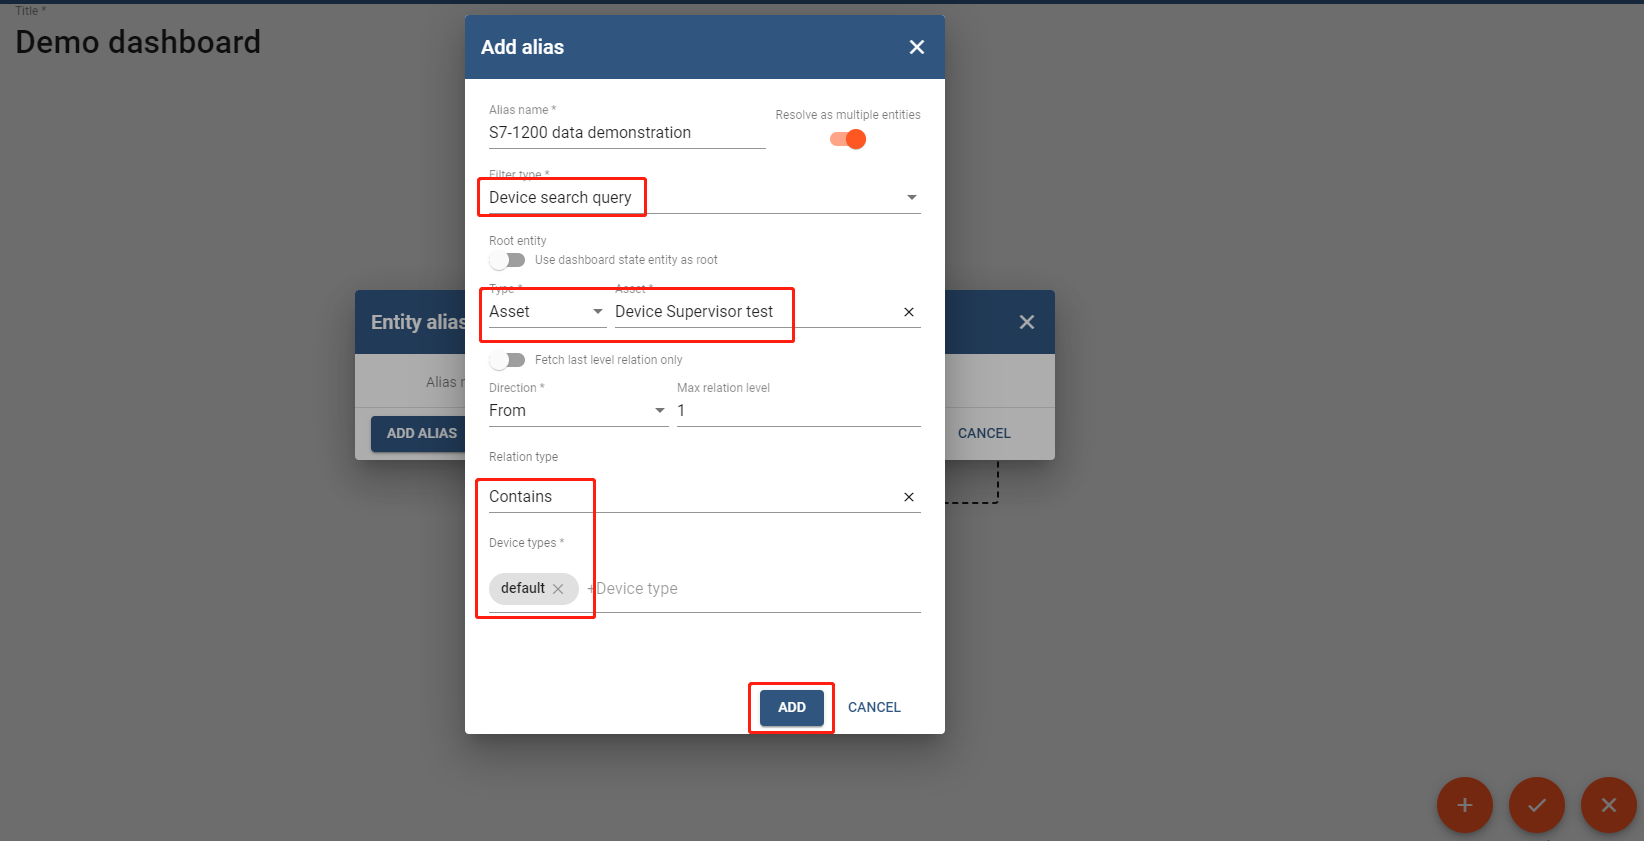 Title *
Demo dashboard
Add alias
Alias name *
Resolve as multiple entities
S7-1200 data demonstration
Filter type *
Device search query
Root entity
Use dashboard state entity as root
Type *
Asset *
Asset
Device Supervisor test
Entity alias
Fetch last level relation only
Alias n
Direction *
Max relation level
From
1
ADD ALIAS
CANCEL
Relation type
Contains
Device types *
default
+Device type
ADD
CANCEL